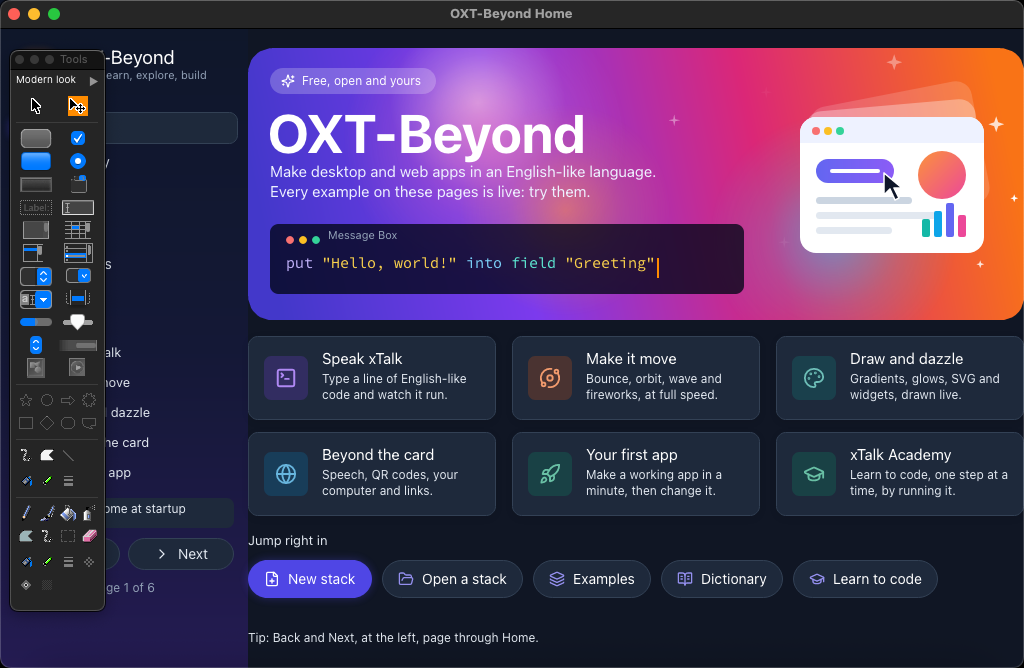 OXT-Beyond Home
-Beyond
earn, explore, build
Tools
Modern look
Label:
y
s
alk
nove
dazzle
he card
app
ome at startup
Next
ge 1 of 6
Free, open and yours
OXT-Beyond
Make desktop and web apps in an English-like language.
Every example on these pages is live: try them.
Message Box
put "Hello, world!" into field "Greeting"
Speak xTalk
Type a line of English-like
code and watch it run.
Make it move
Bounce, orbit, wave and
fireworks, at full speed.
Draw and dazzle
Gradients, glows, SVG and
widgets, drawn live.
Beyond the card
Speech, QR codes, your
computer and links.
Your first app
Make a working app in a
minute, then change it.
xTalk Academy
Learn to code, one step at a
time, by running it.
Jump right in
New stack
Open a stack
Examples
Dictionary
Learn to code
Tip: Back and Next, at the left, page through Home.